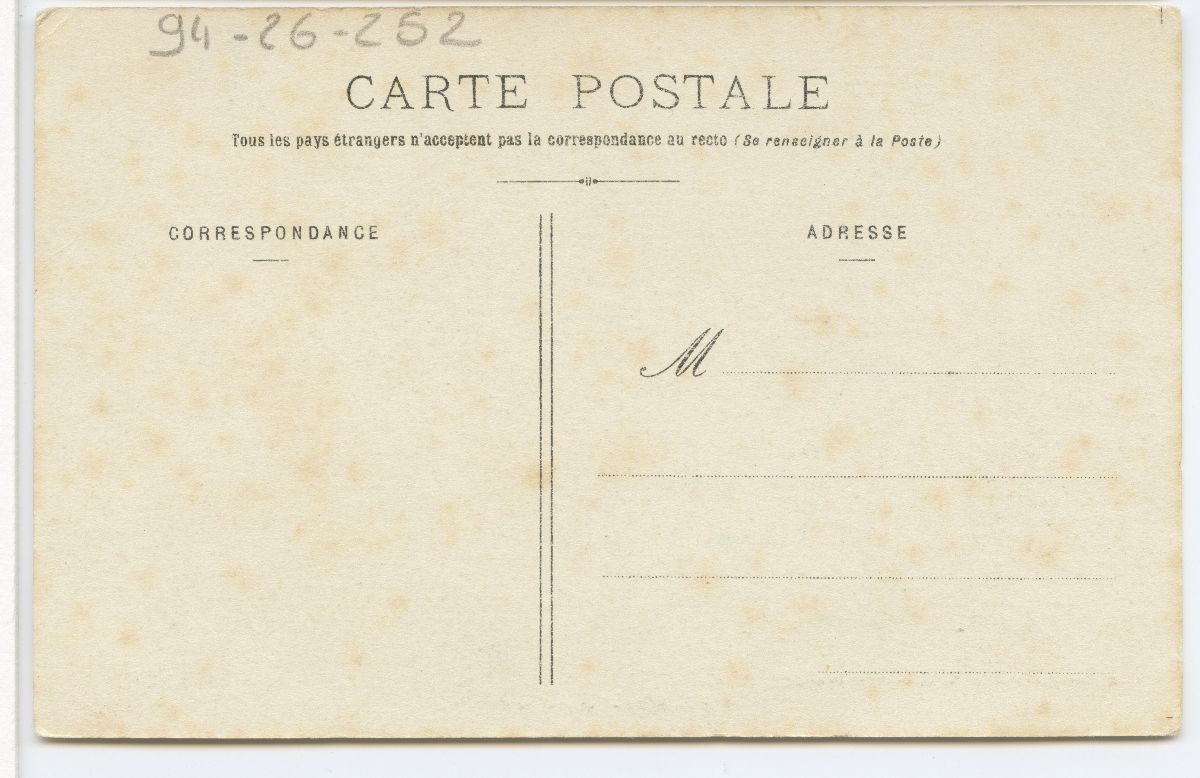 94-26-252
CARTE POSTALE
Tous les pays étrangers n'acceptent pas la correspondance au recto (Se renseigner à la Poste)
CORRESPONDANCE
ADRESSE
M